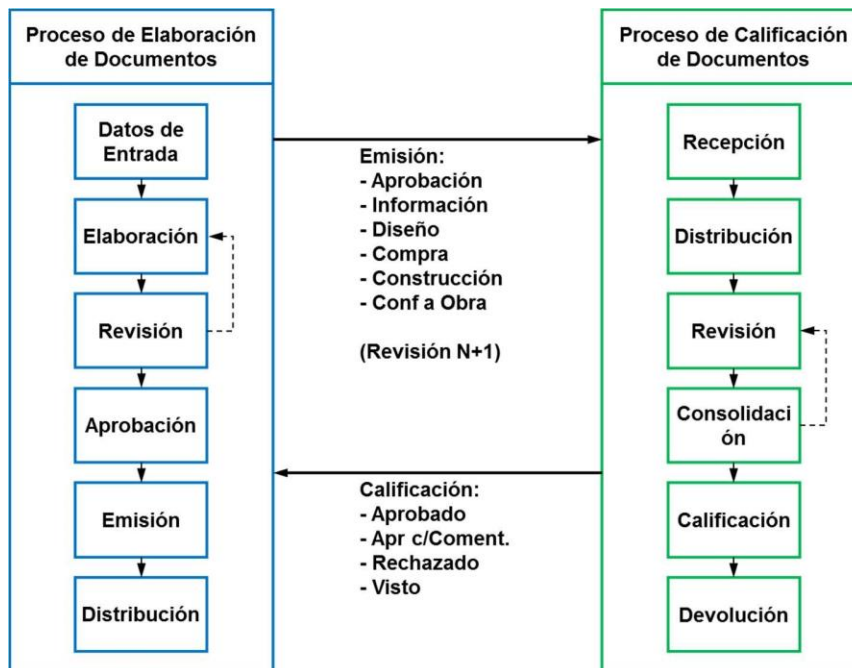 Proceso de Elaboración
de Documentos
Datos de
Entrada
Elaboración
Revisión
Aprobación
Emisión
Distribución
Emisión:
- Aprobación
- Información
- Diseño
- Compra
- Construcción
- Conf a Obra
(Revisión N+1)
Calificación:
- Aprobado
- Apr c/Coment.
- Rechazado
- Visto
Proceso de Calificación
de Documentos
Recepción
Distribución
Revisión
Consolidaci
ón
Calificación
Devolución